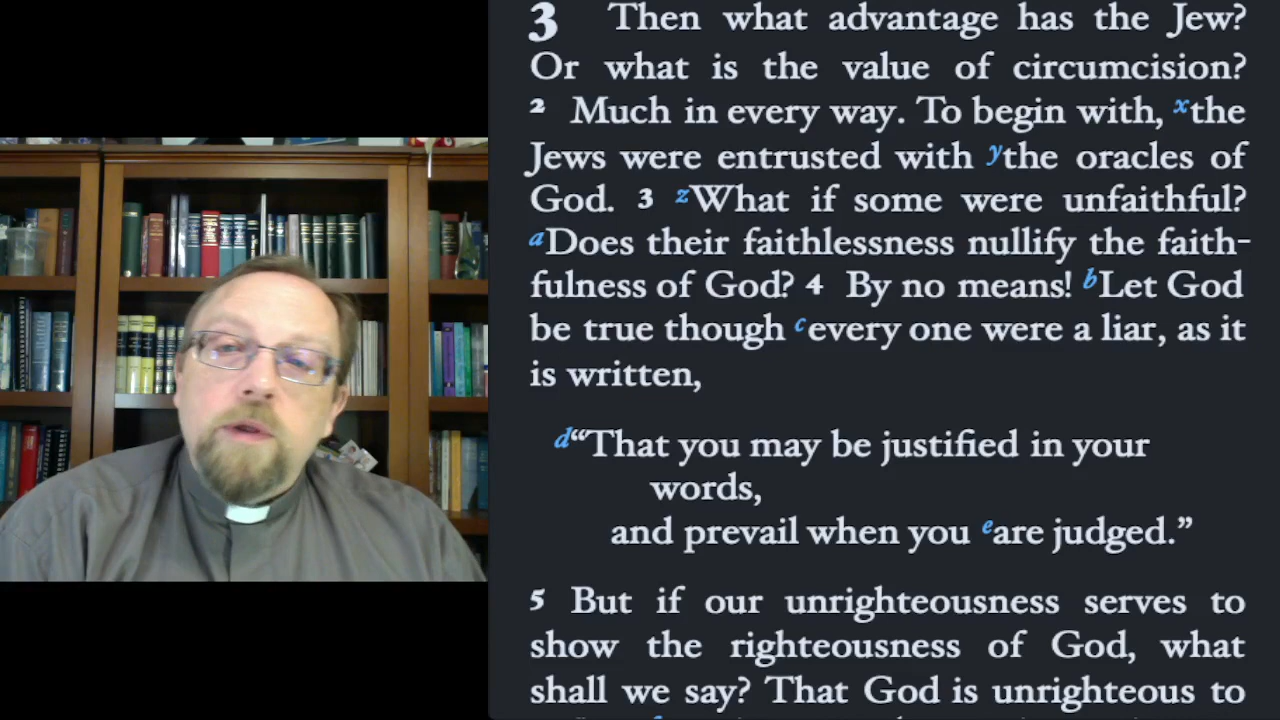 3 Then what advantage has the Jew?
Or what is the value of circumcision?
2 Much in every way. To begin with, xthe
Jews were entrusted with ythe oracles of
God. 3 zWhat if some were unfaithful?
aDoes their faithlessness nullify the faith-
fulness of God? 4 By no means! bLet God
be true though cevery one were a liar, as it
is written,
d“That you may be justified in your
words,
and prevail when you eare judged.”
5 But if our unrighteousness serves to
show the righteousness of God, what
shall we say? That God is unrighteous to